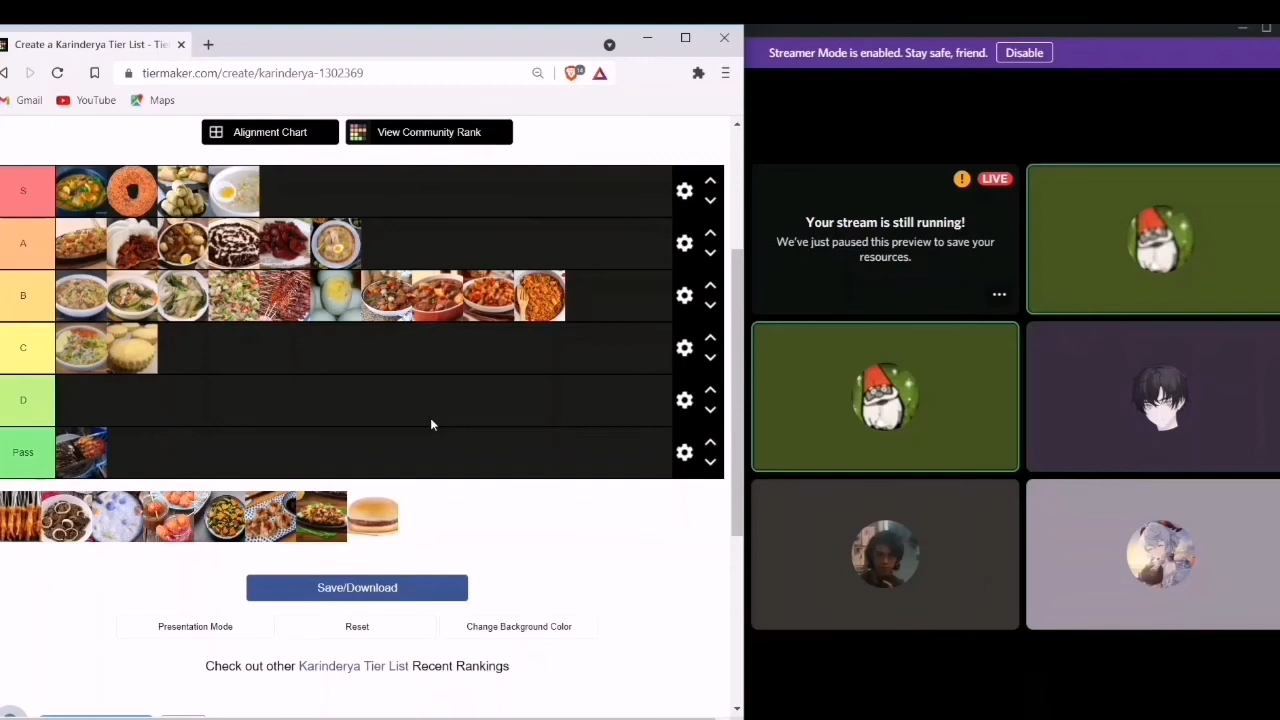 Create a Karinderya Tier List - Tie
tiermaker.com/create/karinderya-1302369
14
Gmail
YouTube
Maps
Alignment Chart
View Community Rank
S
A
B
C
D
Pass
Save/Download
Presentation Mode
Reset
Change Background Color
Check out other Karinderya Tier List Recent Rankings
Streamer Mode is enabled. Stay safe, friend.
Disable
LIVE
Your stream is still running!
We've just paused this preview to save your
resources.